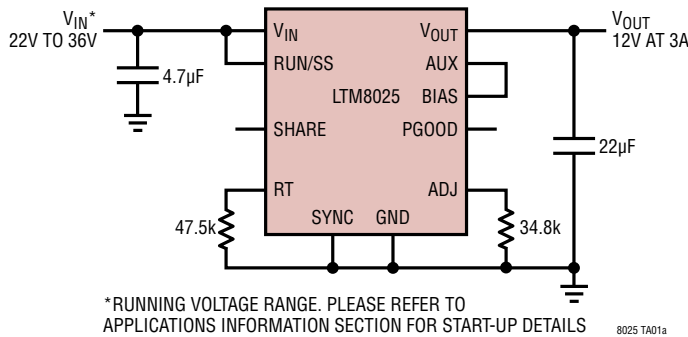 VIN*
22V TO 36V
4.7µF
VIN
RUN/SS
SHARE
RT
SYNC
GND
LTM8025
VOUT
AUX
BIAS
PGOOD
ADJ
VOUT
12V AT 3A
22µF
47.5k
34.8k
*RUNNING VOLTAGE RANGE. PLEASE REFER TO
APPLICATIONS INFORMATION SECTION FOR START-UP DETAILS
8025 TA01a